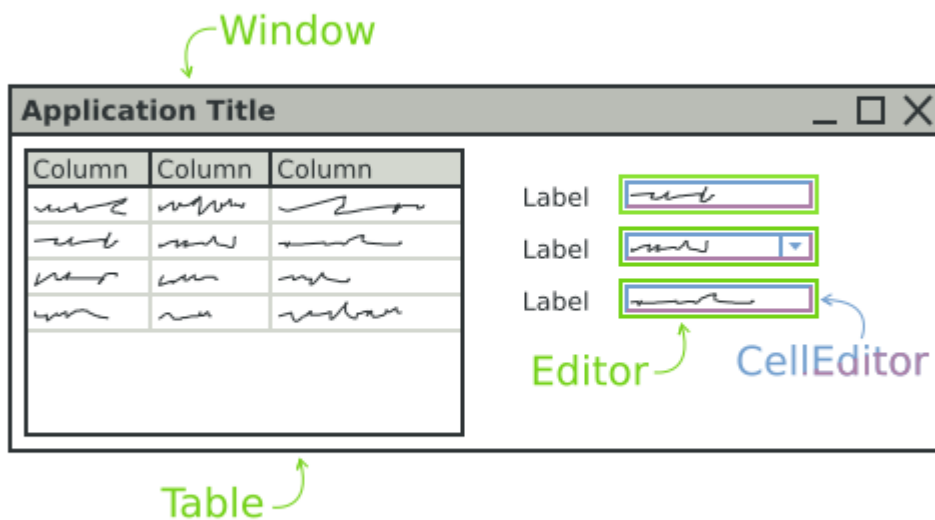 Window
Application Title
Column Column Column
Label
Label
Label
Editor
CellEditor
Table